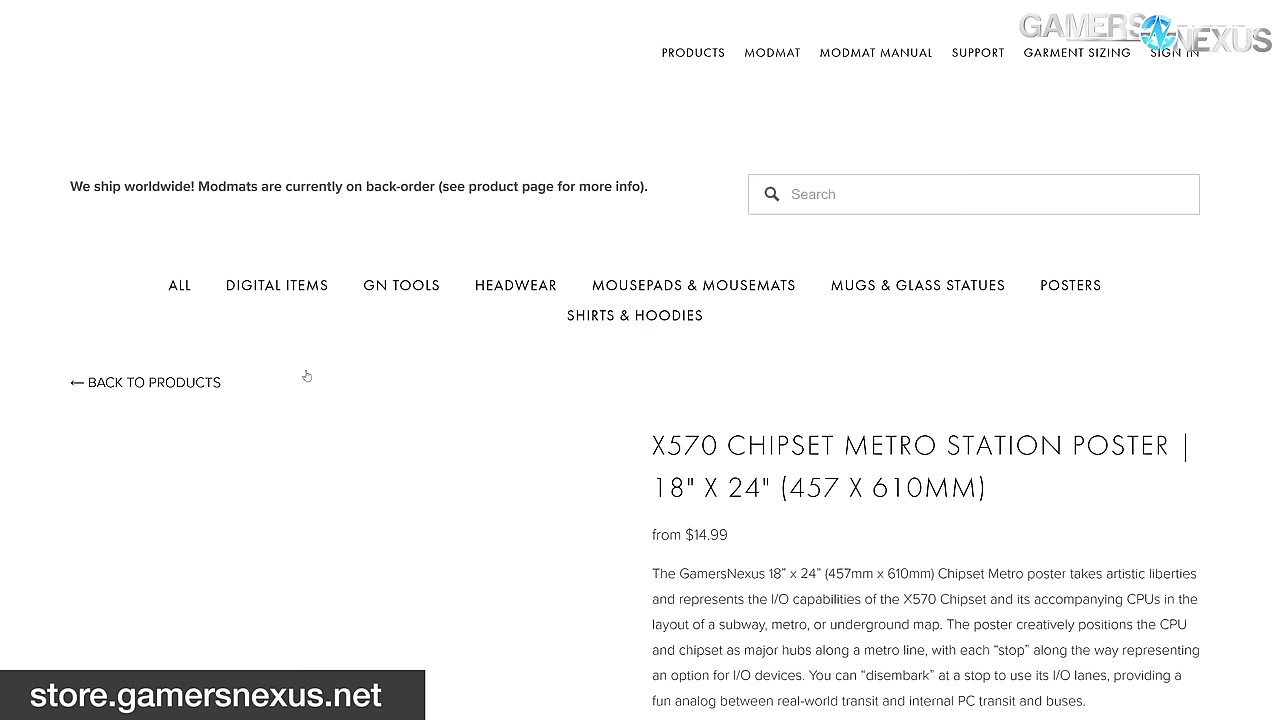 GAMERS NEXUS
PRODUCTS MODMAT MODMAT MANUAL SUPPORT GARMENT SIZING SIGN IN
We ship worldwide! Modmats are currently on back-order (see product page for more info).
Search
ALL DIGITAL ITEMS GN TOOLS HEADWEAR MOUSEPADS & MOUSEMATS MUGS & GLASS STATUES POSTERS
SHIRTS & HOODIES
← BACK TO PRODUCTS
X570 CHIPSET METRO STATION POSTER |
18" X 24" (457 X 610MM)
from $14.99
The GamersNexus 18” x 24” (457mm x 610mm) Chipset Metro poster takes artistic liberties
and represents the I/O capabilities of the X570 Chipset and its accompanying CPUs in the
layout of a subway, metro, or underground map. The poster creatively positions the CPU
and chipset as major hubs along a metro line, with each “stop” along the way representing
an option for I/O devices. You can “disembark” at a stop to use its I/O lanes, providing a
fun analog between real-world transit and internal PC transit and buses.
store.gamersnexus.net